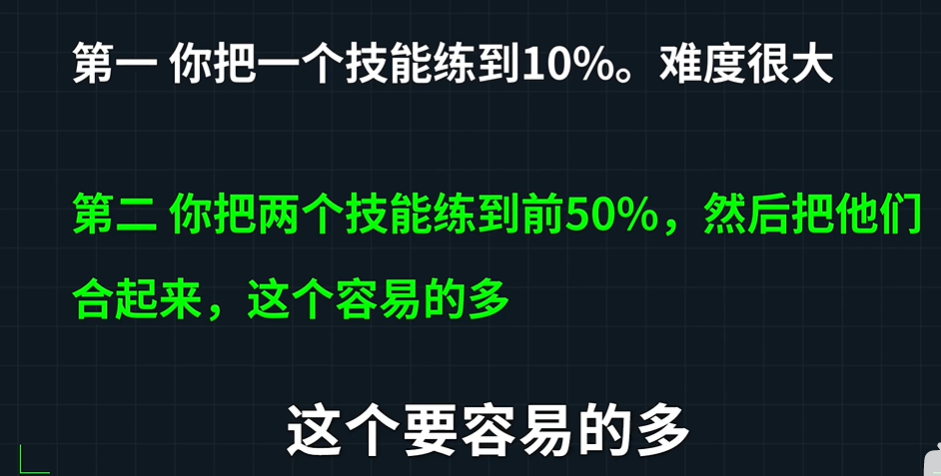 第一 你把一个技能练到10%。难度很大
第二 你把两个技能练到前50%，然后把他们
合起来，这个容易的多
这个要容易的多